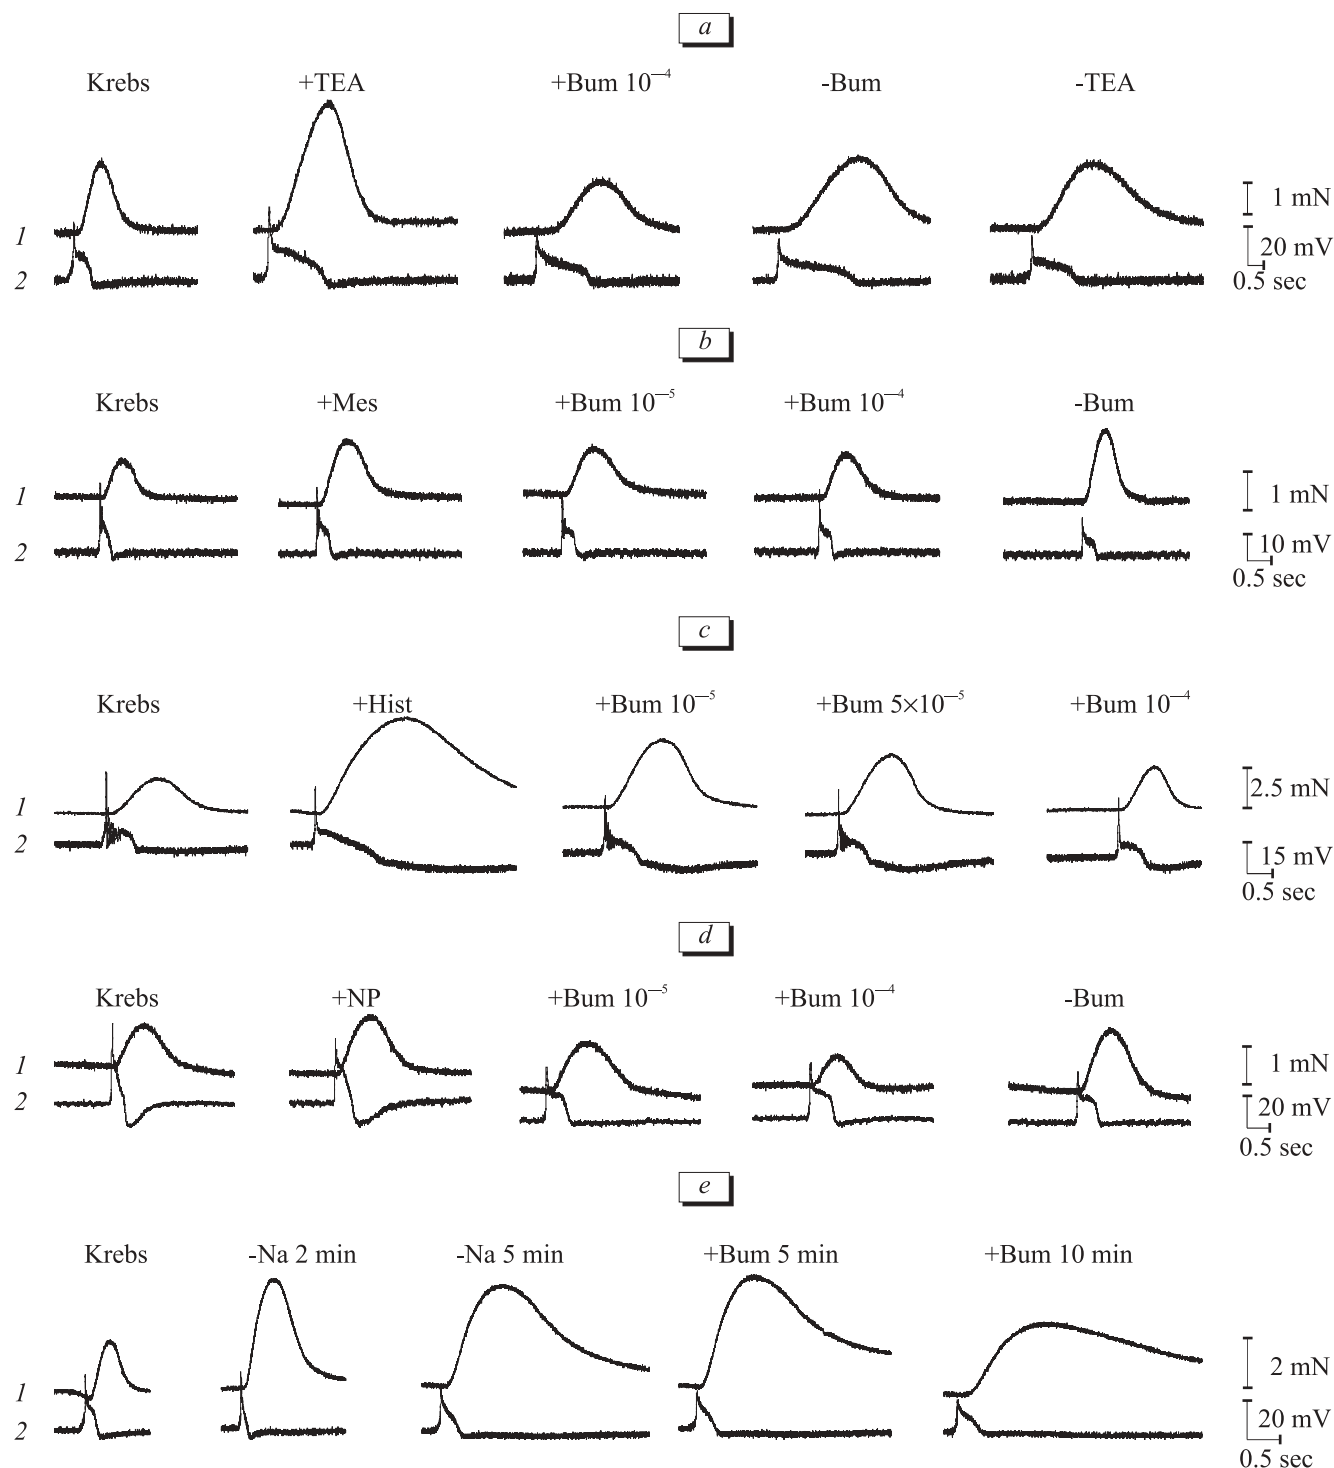 a
Krebs +TEA +Bum 10⁻⁴ -Bum -TEA
1 mN
1
20 mV
2
0.5 sec
b
Krebs +Mes +Bum 10⁻⁵ +Bum 10⁻⁴ -Bum
1
1 mN
2
10 mV
0.5 sec
c
Krebs +Hist +Bum 10⁻⁵ +Bum 5×10⁻⁵ +Bum 10⁻⁴
1
2.5 mN
2
15 mV
0.5 sec
d
Krebs +NP +Bum 10⁻⁵ +Bum 10⁻⁴ -Bum
1
1 mN
2
20 mV
0.5 sec
e
Krebs -Na 2 min -Na 5 min +Bum 5 min +Bum 10 min
1
2 mN
2
20 mV
0.5 sec